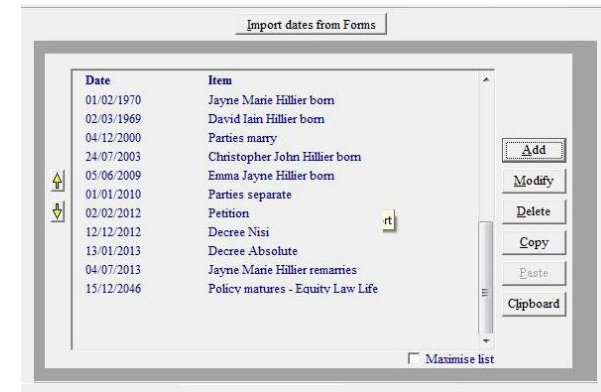 Import dates from Forms
Date Item
01/02/1970 Jayne Marie Hillier born
02/03/1969 David Iain Hillier born
04/12/2000 Parties marry
24/07/2003 Christopher John Hillier born
05/06/2009 Emma Jayne Hillier born
01/01/2010 Parties separate
02/02/2012 Petition
12/12/2012 Decree Nisi
13/01/2013 Decree Absolute
04/07/2013 Jayne Marie Hillier remarries
15/12/2046 Policy matures - Equity Law Life
rt
Add
Modify
Delete
Copy
Paste
Clipboard
Maximise list